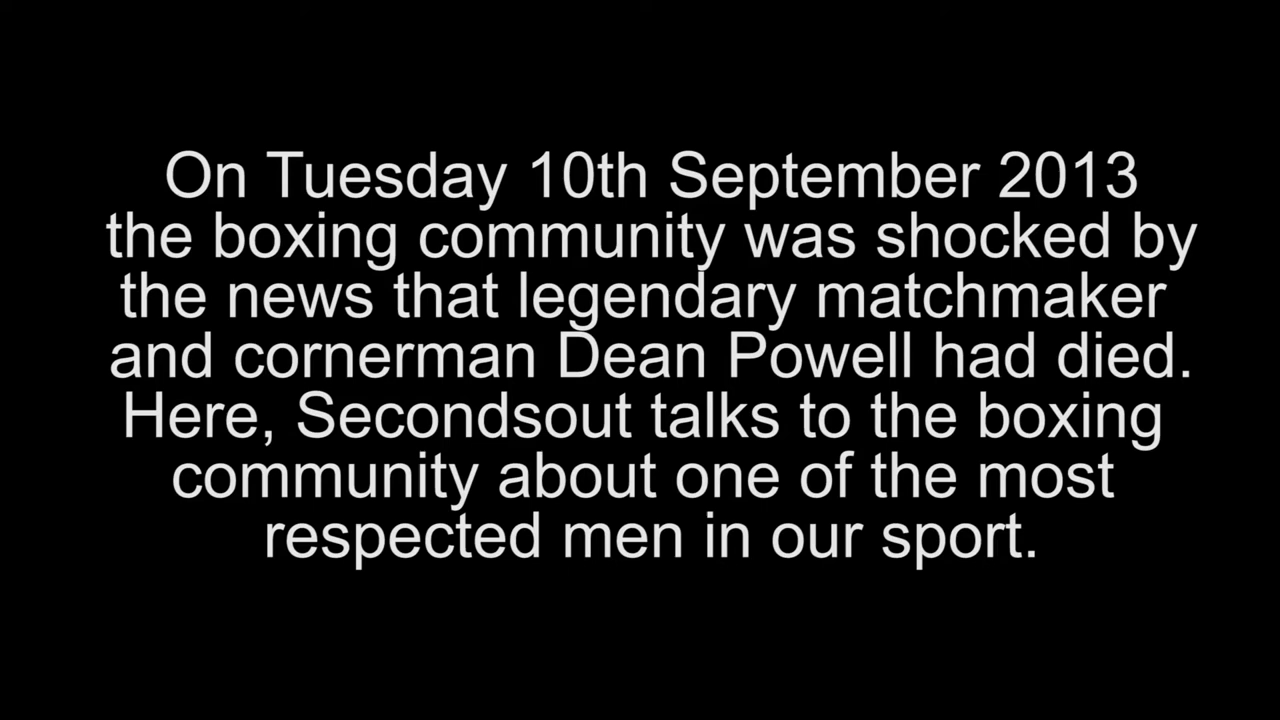 On Tuesday 10th September 2013
the boxing community was shocked by
the news that legendary matchmaker
and cornerman Dean Powell had died.
Here, Secondsout talks to the boxing
community about one of the most
respected men in our sport.